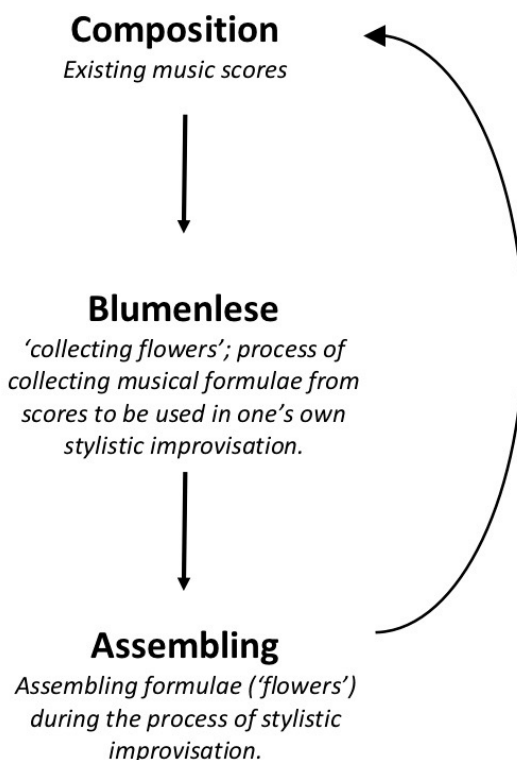 Composition
Existing music scores
Blumenlese
‘collecting flowers’; process of
collecting musical formulae from
scores to be used in one’s own
stylistic improvisation.
Assembling
Assembling formulae (‘flowers’)
during the process of stylistic
improvisation.